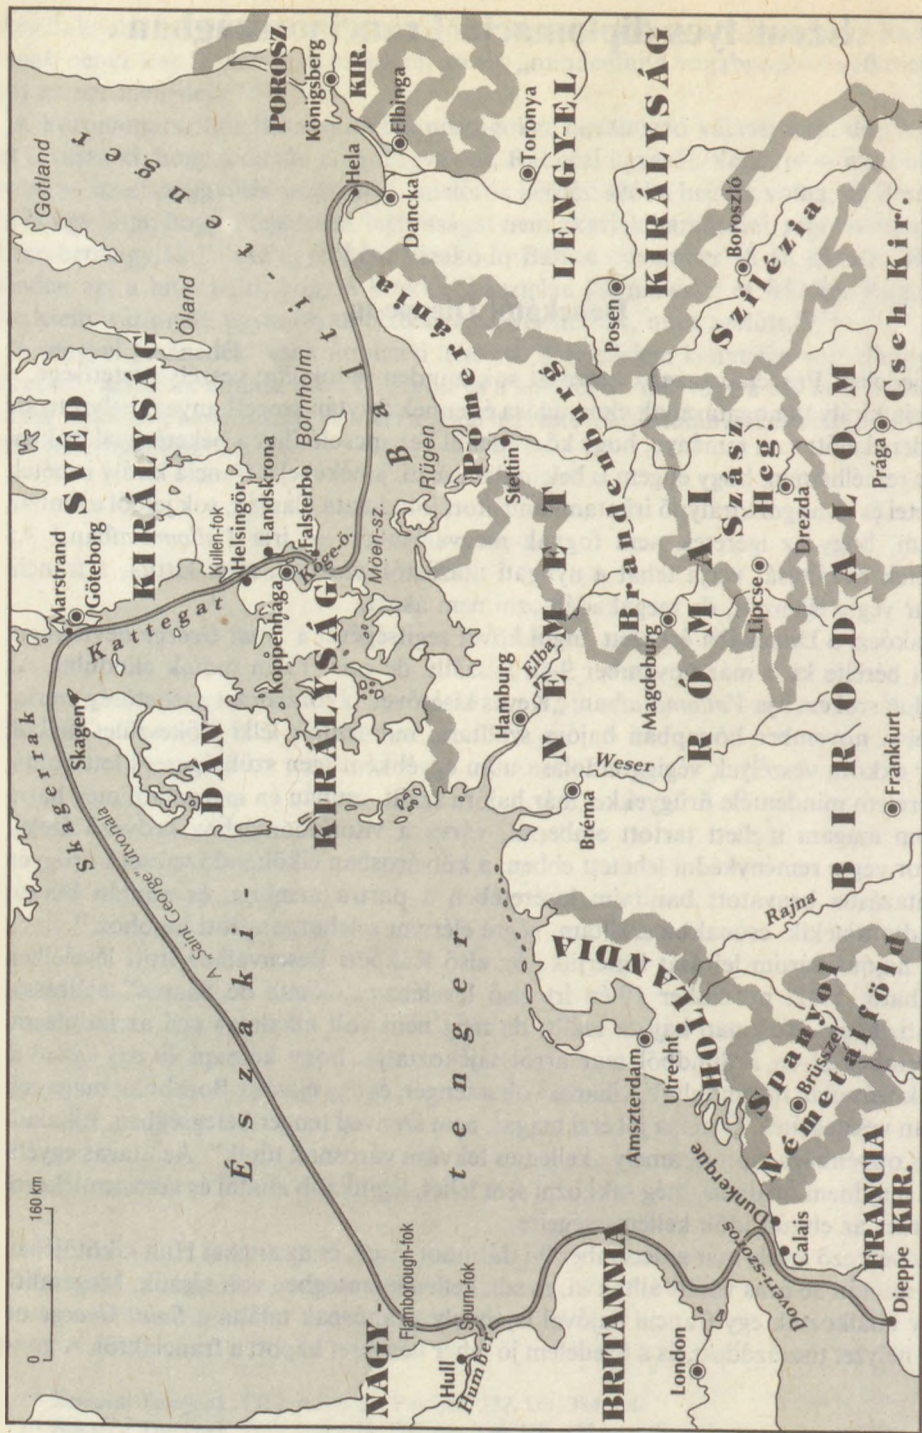 0 160 km
Skagerrak
Marstrand
Göteborg
SVÉD
KIRÁLYSÁG
Gotland
Öland
Skagen
Kattegat
Kullen-fok
Helsingör
Landskrona
Falsterbo
Bornholm
Balti-tenger
Koppenhága
Köge-ö.
Möen-sz.
Rügen
DÁN
KIRÁLYSÁG
A „Saint George” útvonala
Északi-
tenger
Flamborough-fok
Spurn-fok
Hull
Humber
NAGY-
BRITANNIA
London
Doveri-szoros
Calais
Dunkerque
Dieppe
FRANCIA
KIR.
Spanyol
Németalföld
Brüsszel
HOLLANDIA
Amszterdam
Utrecht
Rajna
Frankfurt
Bréma
Weser
Hamburg
Elba
Magdeburg
NÉMET-
RÓMAI
BIRODALOM
Brandenburg
Pomeránia
Stettin
Szász
Heg
Lipcse
Drezda
Prága
Cseh Kir.
Szilézia
Boroszló
Posen
LENGYEL
KIRÁLYSÁG
Toronya
Dancka
Hela
Elbinga
Königsberg
POROSZ
KIR.